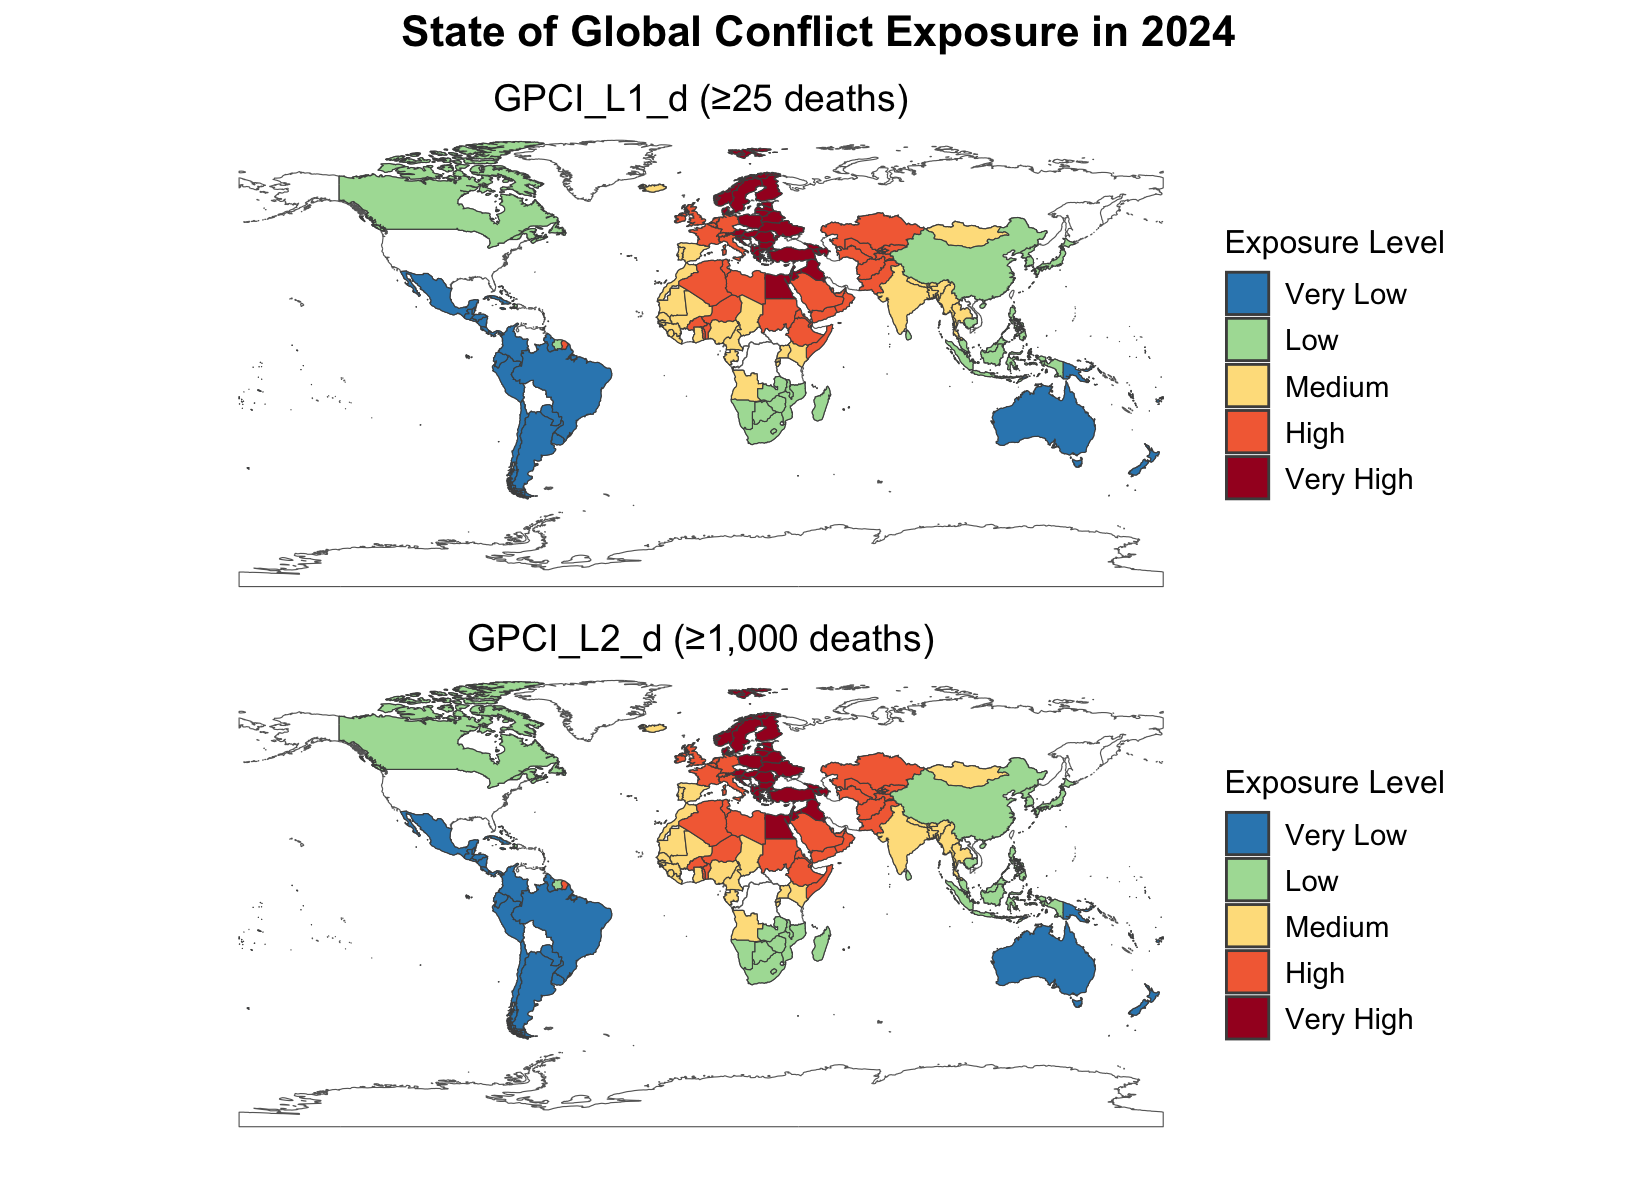 State of Global Conflict Exposure in 2024
GPCI_L1_d (≥25 deaths)
Exposure Level
Very Low
Low
Medium
High
Very High
GPCI_L2_d (≥1,000 deaths)
Exposure Level
Very Low
Low
Medium
High
Very High